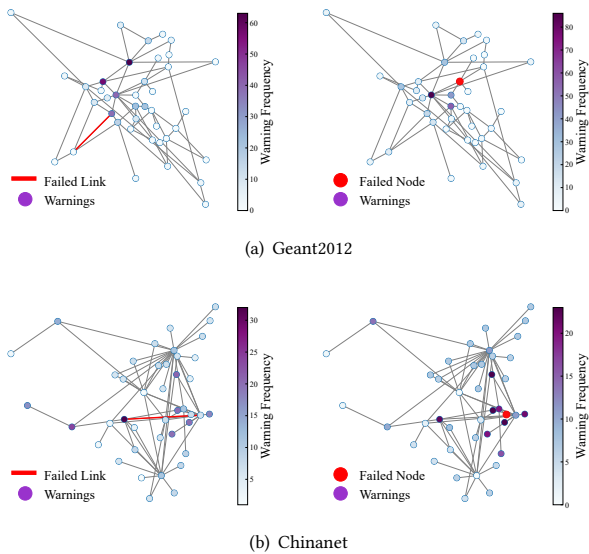 60
50
40
30
20
10
0
Warning Frequency
Failed Link
Warnings
80
70
60
50
40
30
20
10
0
Warning Frequency
Failed Node
Warnings
(a) Geant2012
30
25
20
15
10
5
Warning Frequency
Failed Link
Warnings
20
15
10
5
0
Warning Frequency
Failed Node
Warnings
(b) Chinanet